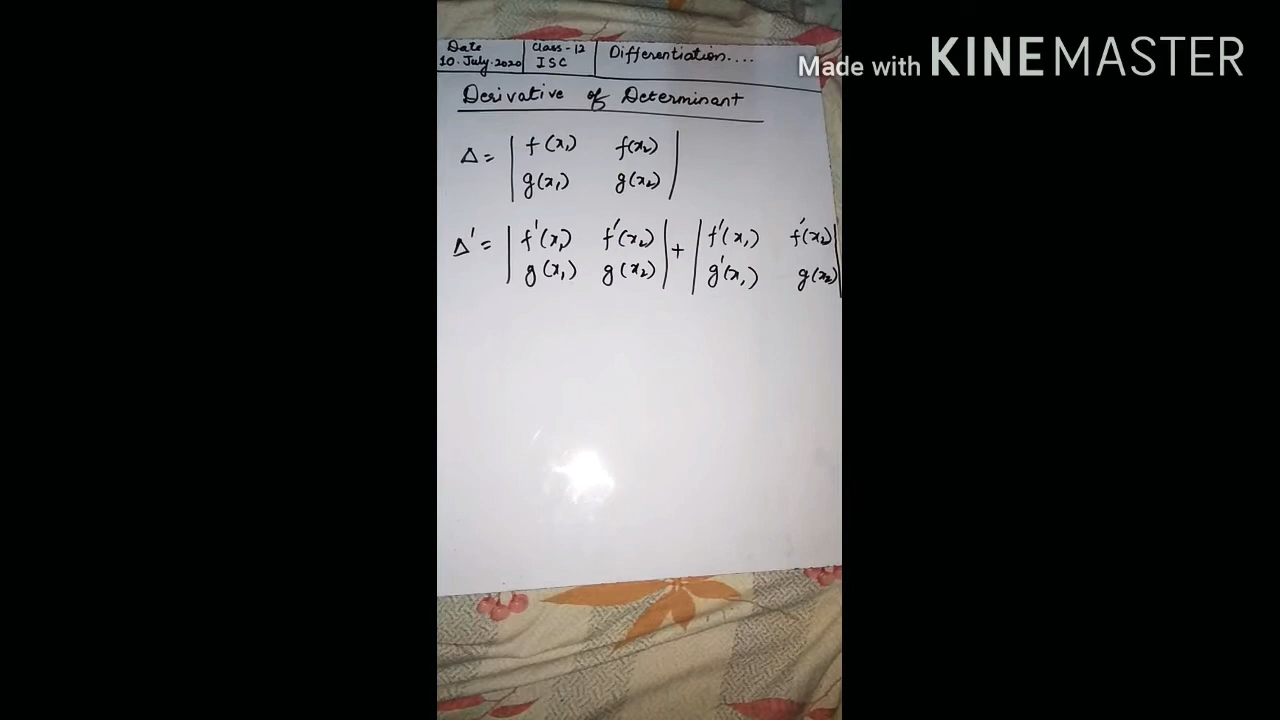 Made with KINEMASTER
Date
10. July. 2020
Class - 12
ISC
Differentiation....
Derivative of Determinant
Δ = | f(x₁) f(x₂) |
| g(x₁) g(x₂) |
Δ' = | f'(x₁) f'(x₂) | + | f'(x₁) f'(x₂) |
| g(x₁) g(x₂) | | g'(x₁) g(x₂) |